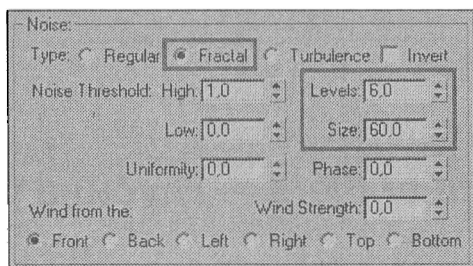 Noise:
Type: Regular Fractal Turbulence Invert
Noise Threshold: High: 1,0 Levels: 6,0
Low: 0,0 Size: 60,0
Uniformity: 0,0 Phase: 0,0
Wind from the: Wind Strength: 0,0
Front Back Left Right Top Bottom